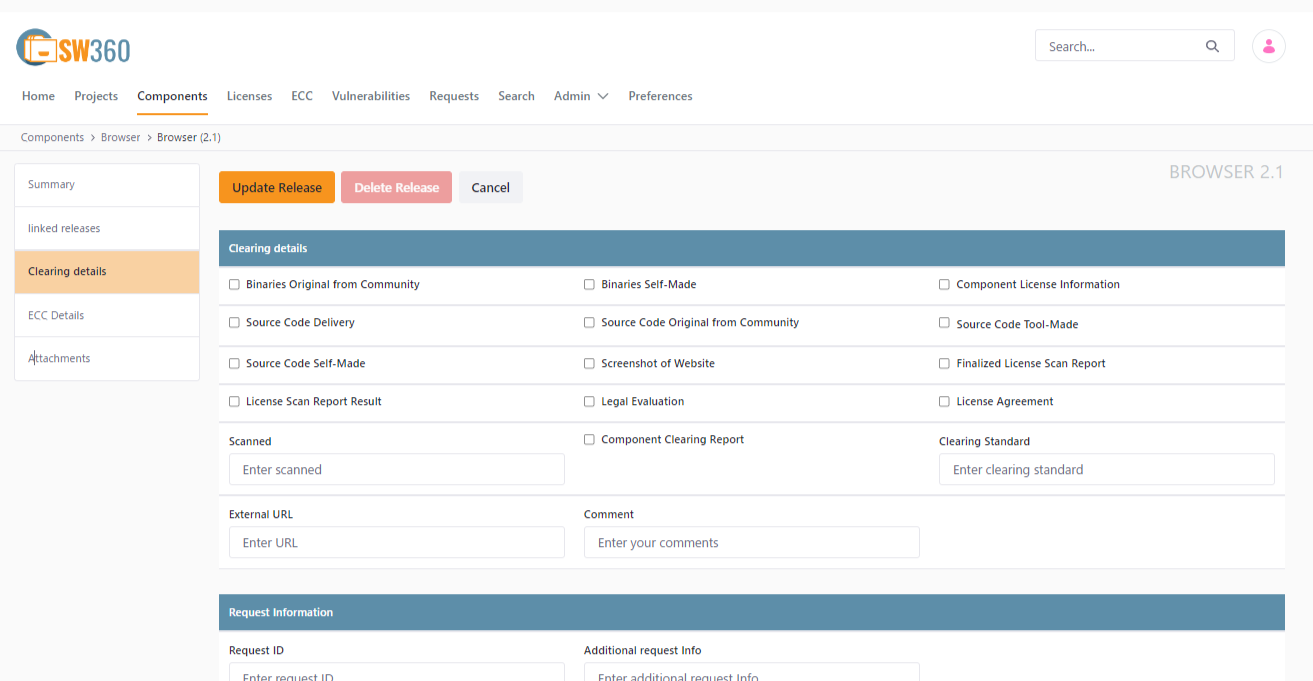 SW360
Search...
Home Projects Components Licenses ECC Vulnerabilities Requests Search Admin Preferences
Components > Browser > Browser (2.1)
Summary
linked releases
Clearing details
ECC Details
Attachments
Update Release Delete Release Cancel
BROWSER 2.1
Clearing details
Binaries Original from Community Binaries Self-Made Component License Information
Source Code Delivery Source Code Original from Community Source Code Tool-Made
Source Code Self-Made Screenshot of Website Finalized License Scan Report
License Scan Report Result Legal Evaluation License Agreement
Scanned Component Clearing Report Clearing Standard
Enter scanned Enter clearing standard
External URL Comment
Enter URL Enter your comments
Request Information
Request ID Additional request Info
Enter request ID Enter additional request Info